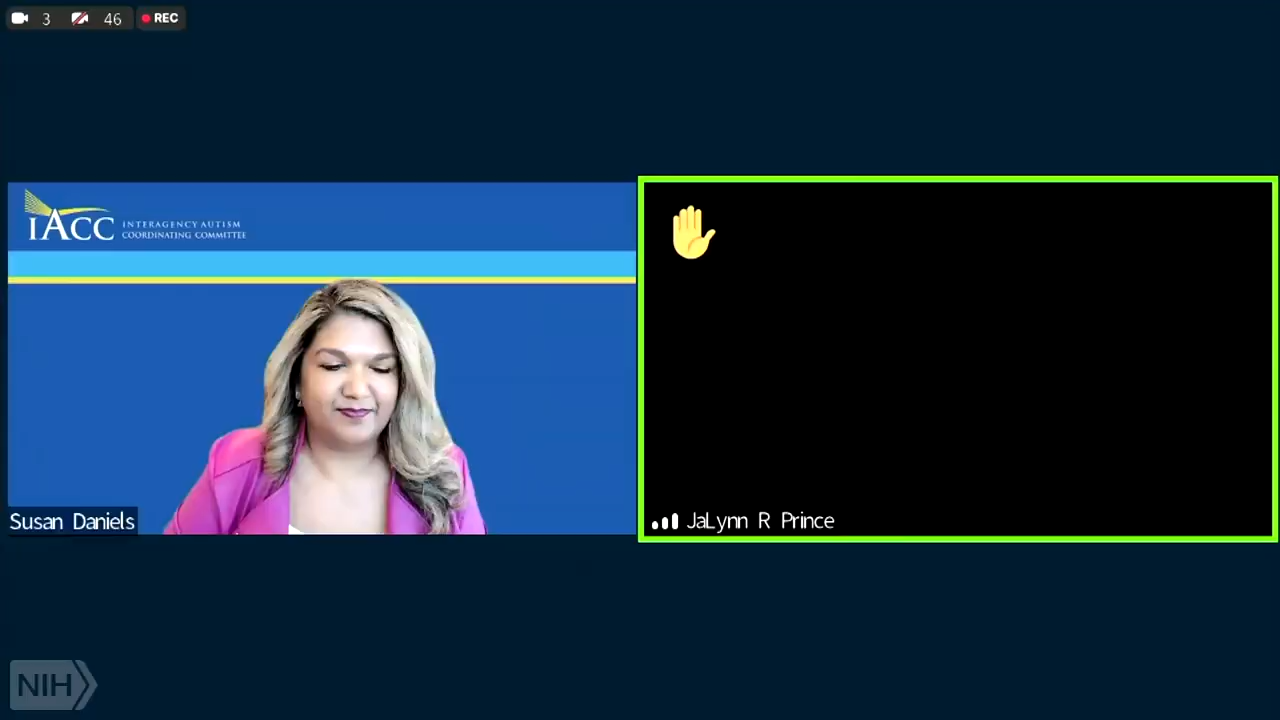 3 46 REC
IACC INTERAGENCY AUTISM
COORDINATING COMMITTEE
Susan Daniels
JaLynn R Prince
NIH